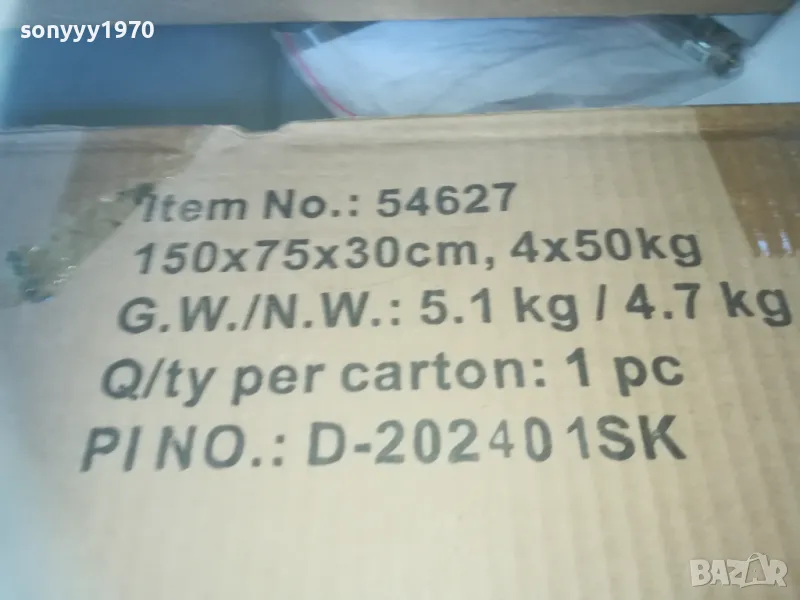 sonyyy1970
Item No.: 54627
150x75x30cm, 4x50kg
G.W./N.W.: 5.1 kg / 4.7 kg
Q/ty per carton: 1 pc
PI NO.: D-202401SK
BAZAR